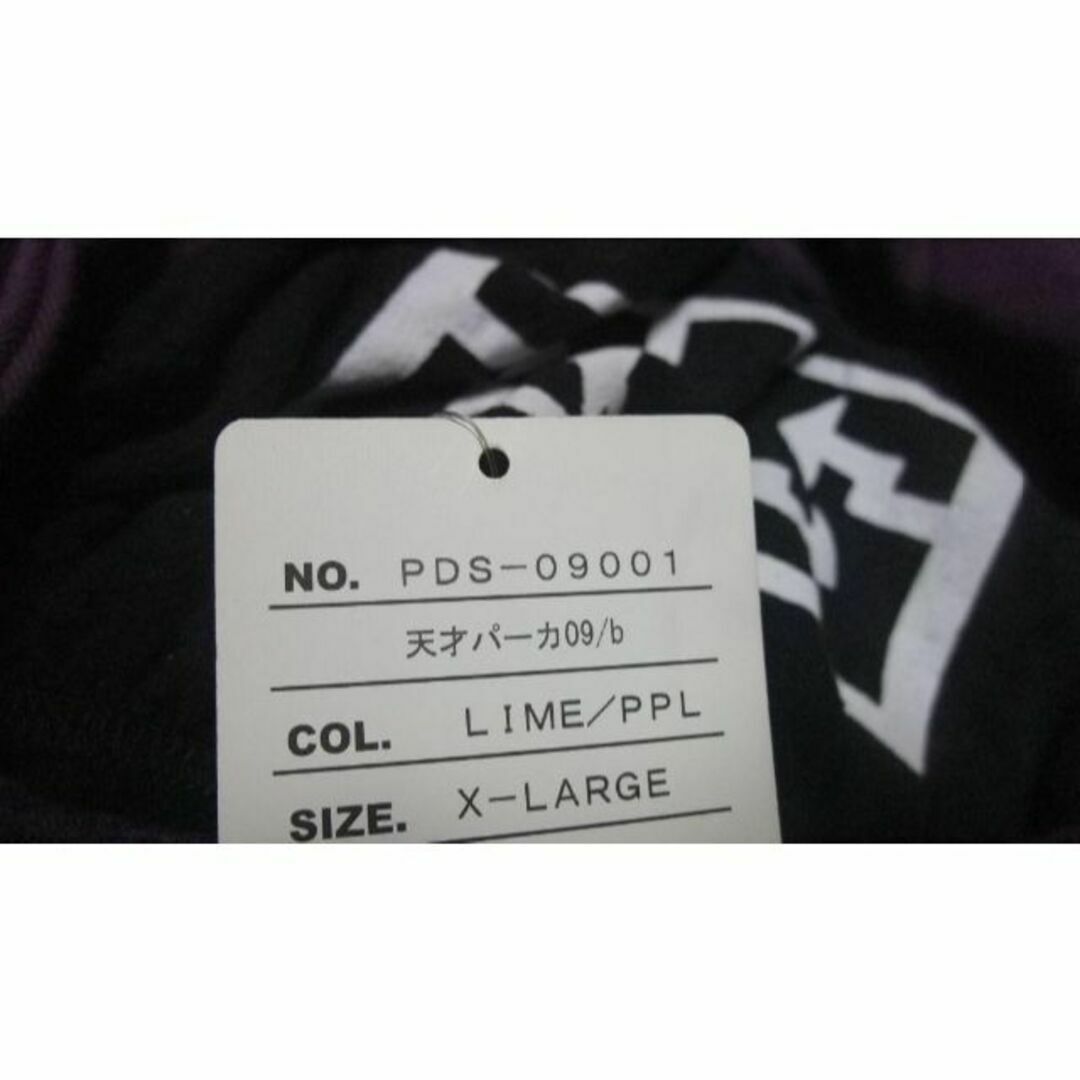 NO. PDS-09001
天才パーカ09/b
COL. LIME/PPL
SIZE. X-LARGE